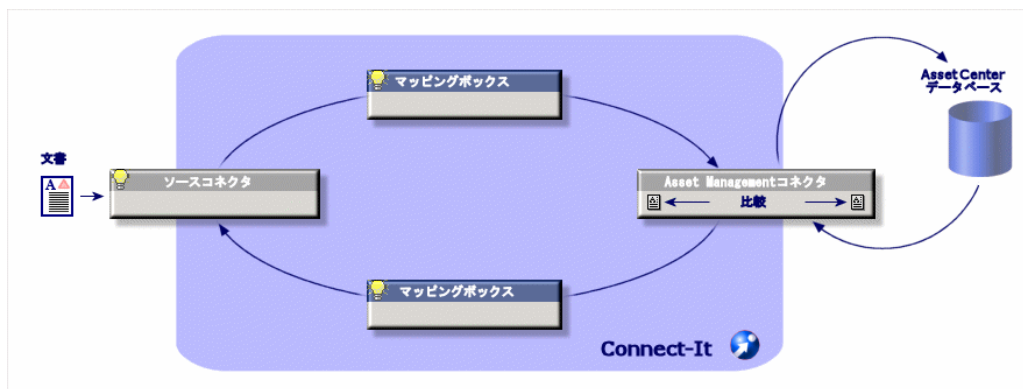 マッピングボックス
Asset Center
データベース
文書
A
ソースコネクタ
Asset Managementコネクタ
比較
マッピングボックス
Connect-It